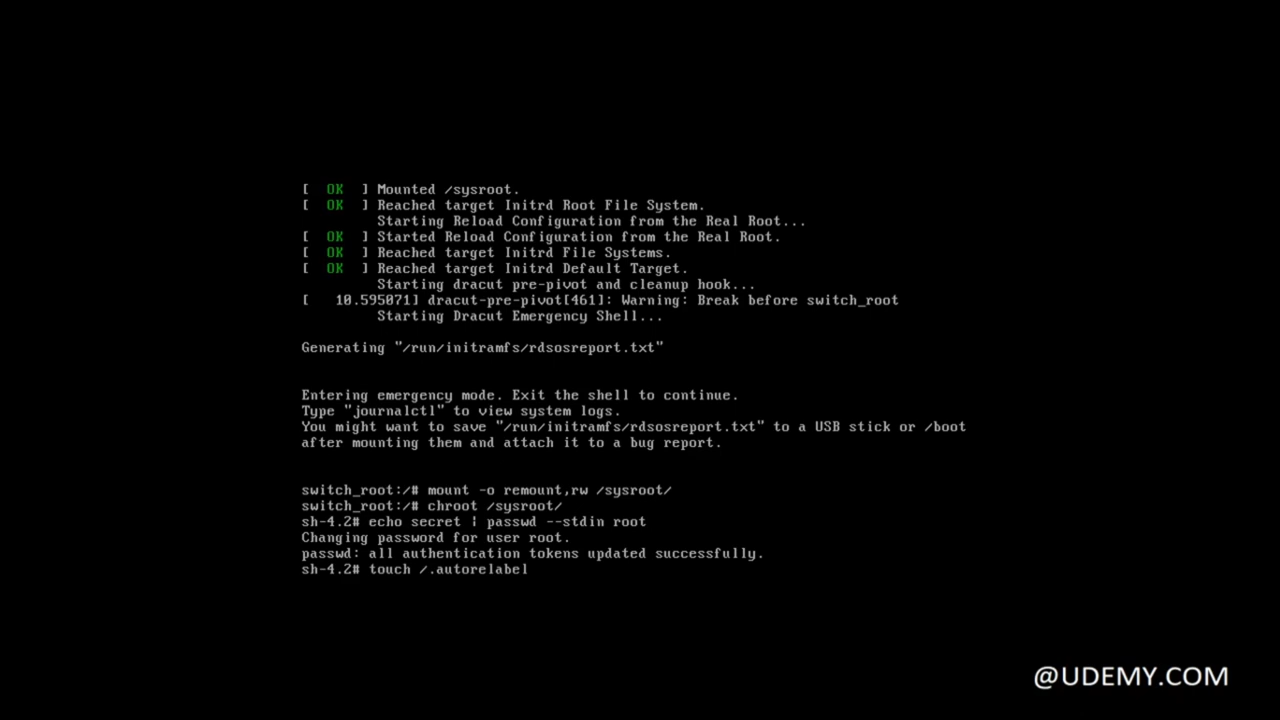 [  OK  ] Mounted /sysroot.
[  OK  ] Reached target Initrd Root File System.
         Starting Reload Configuration from the Real Root...
[  OK  ] Started Reload Configuration from the Real Root.
[  OK  ] Reached target Initrd File Systems.
[  OK  ] Reached target Initrd Default Target.
         Starting dracut pre-pivot and cleanup hook...
[   10.595071] dracut-pre-pivot[461]: Warning: Break before switch_root
         Starting Dracut Emergency Shell...
Generating "/run/initramfs/rdsosreport.txt"
Entering emergency mode. Exit the shell to continue.
Type "journalctl" to view system logs.
You might want to save "/run/initramfs/rdsosreport.txt" to a USB stick or /boot
after mounting them and attach it to a bug report.
switch_root:/# mount -o remount,rw /sysroot/
switch_root:/# chroot /sysroot/
sh-4.2# echo secret | passwd --stdin root
Changing password for user root.
passwd: all authentication tokens updated successfully.
sh-4.2# touch /.autorelabel
@UDEMY.COM